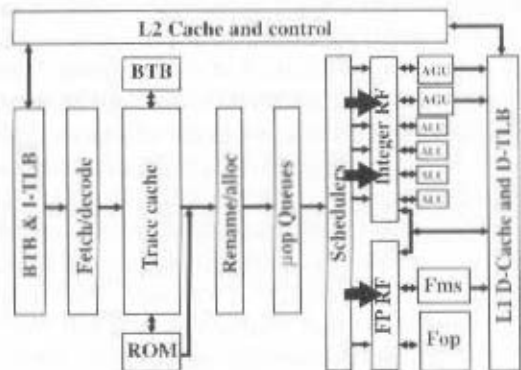 L2 Cache and control
BTB & I-TLB
Fetch/decode
BTB
Trace cache
ROM
Rename/alloc
µop Queues
Schedulers
Integer RF
FP RF
AGU
AGU
ALU
ALU
ALU
ALU
Fms
Fop
L1 D-Cache and D-TLB